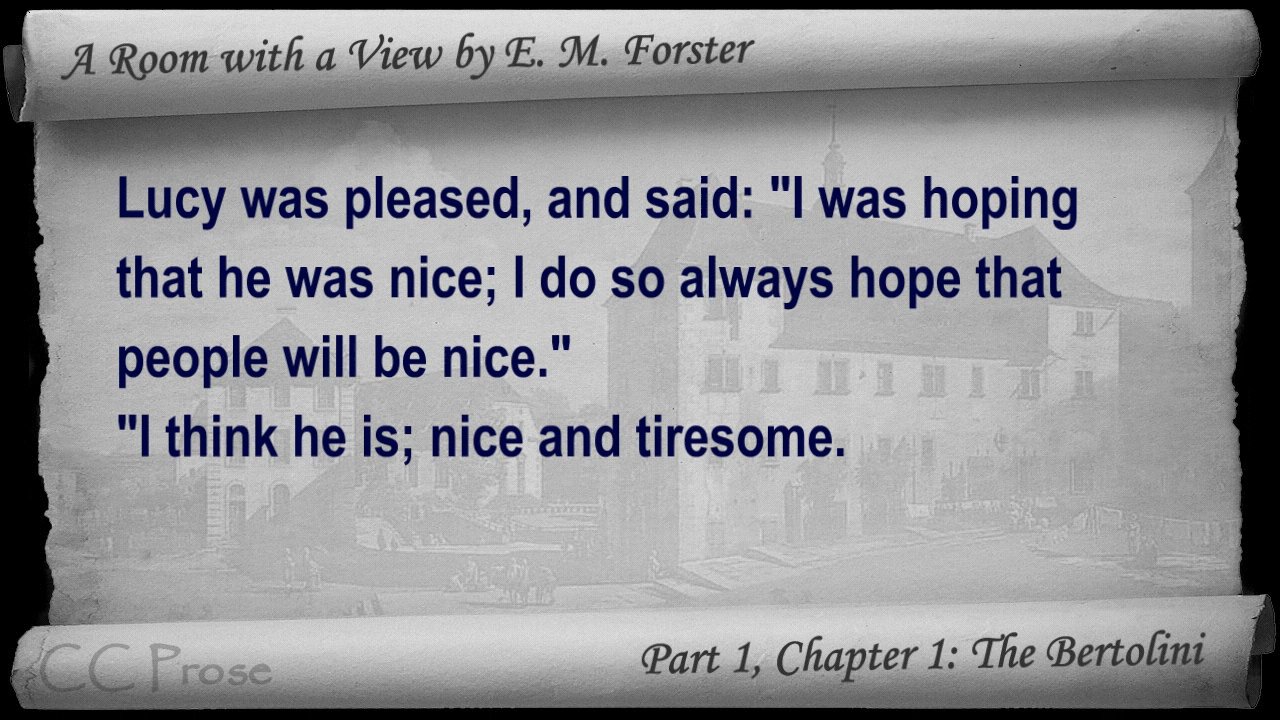 A Room with a View by E. M. Forster
Lucy was pleased, and said: "I was hoping
that he was nice; I do so always hope that
people will be nice."
"I think he is; nice and tiresome.
CC Prose
Part 1, Chapter 1: The Bertolini